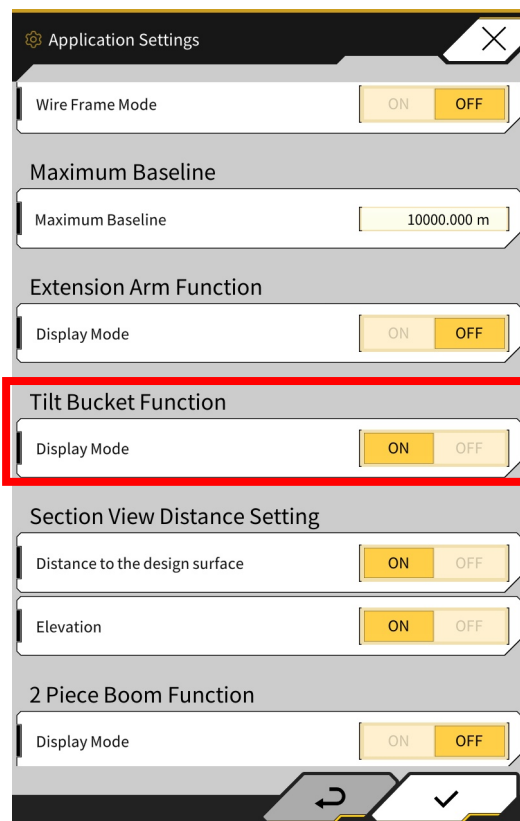 Application Settings
Wire Frame Mode ON OFF
Maximum Baseline
Maximum Baseline 10000.000 m
Extension Arm Function
Display Mode ON OFF
Tilt Bucket Function
Display Mode ON OFF
Section View Distance Setting
Distance to the design surface ON OFF
Elevation ON OFF
2 Piece Boom Function
Display Mode ON OFF